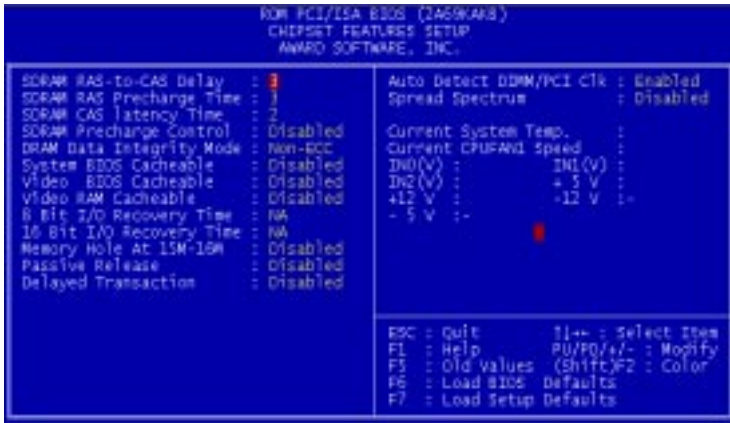 ROM PCI/ISA BIOS (2A69KAKB)
CHIPSET FEATURES SETUP
AWARD SOFTWARE, INC.
SDRAM RAS-to-CAS Delay : 3
SDRAM RAS Precharge Time : 3
SDRAM CAS latency Time : 2
SDRAM Precharge Control : Disabled
DRAM Data Integrity Mode : Non-ECC
System BIOS Cacheable : Disabled
Video BIOS Cacheable : Disabled
Video RAM Cacheable : Disabled
8 Bit I/O Recovery Time : NA
16 Bit I/O Recovery Time : NA
Memory Hole At 15M-16M : Disabled
Passive Release : Disabled
Delayed Transaction : Disabled
Auto Detect DIMM/PCI Clk : Enabled
Spread Spectrum : Disabled
Current System Temp. :
Current CPUFAN1 Speed :
IN0(V) : IN1(V) :
IN2(V) : + 5 V :
+12 V : -12 V :-
- 5 V :-
ESC : Quit ↑↓→← : Select Item
F1 : Help PU/PD/+/- : Modify
F5 : Old Values (Shift)F2 : Color
F6 : Load BIOS Defaults
F7 : Load Setup Defaults